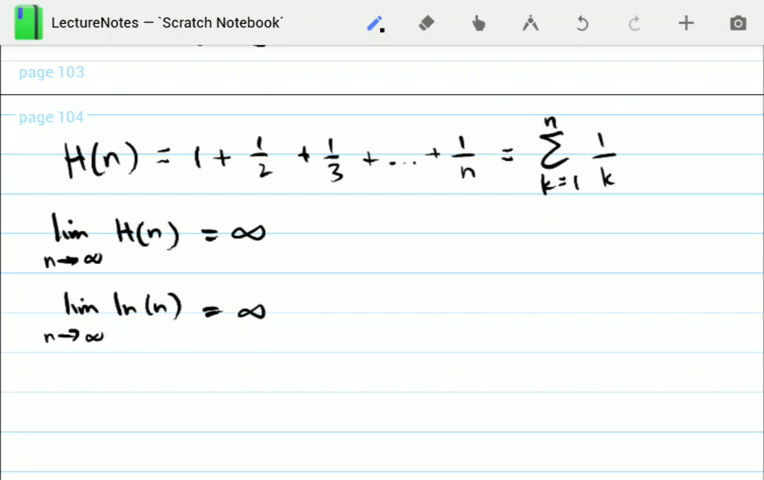 LectureNotes — `Scratch Notebook´
page 103
page 104
H(n) = 1 + 1/2 + 1/3 + ... + 1/n = ∑_{k=1}^{n} 1/k
lim_{n→∞} H(n) = ∞
lim_{n→∞} ln(n) = ∞